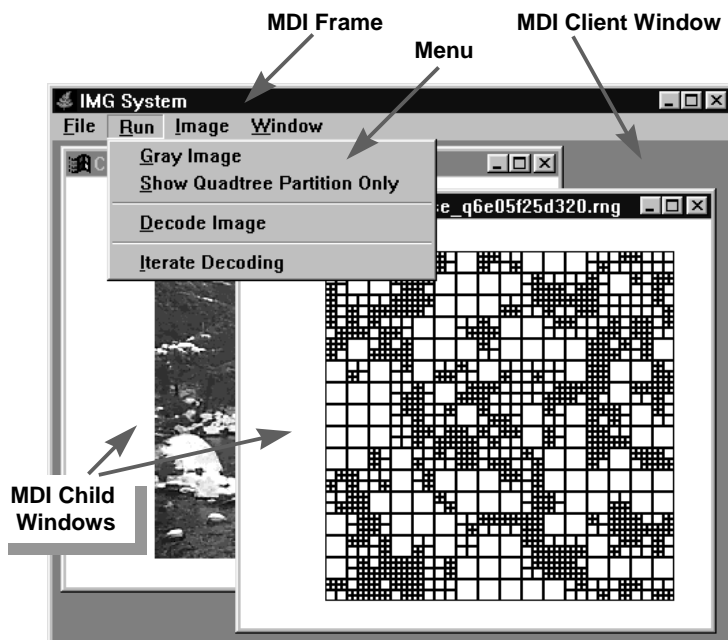 MDI Frame
MDI Client Window
Menu
IMG System
File Run Image Window
Gray Image
Show Quadtree Partition Only
Decode Image
Iterate Decoding
se_q6e05f25d320.rng
MDI Child
Windows